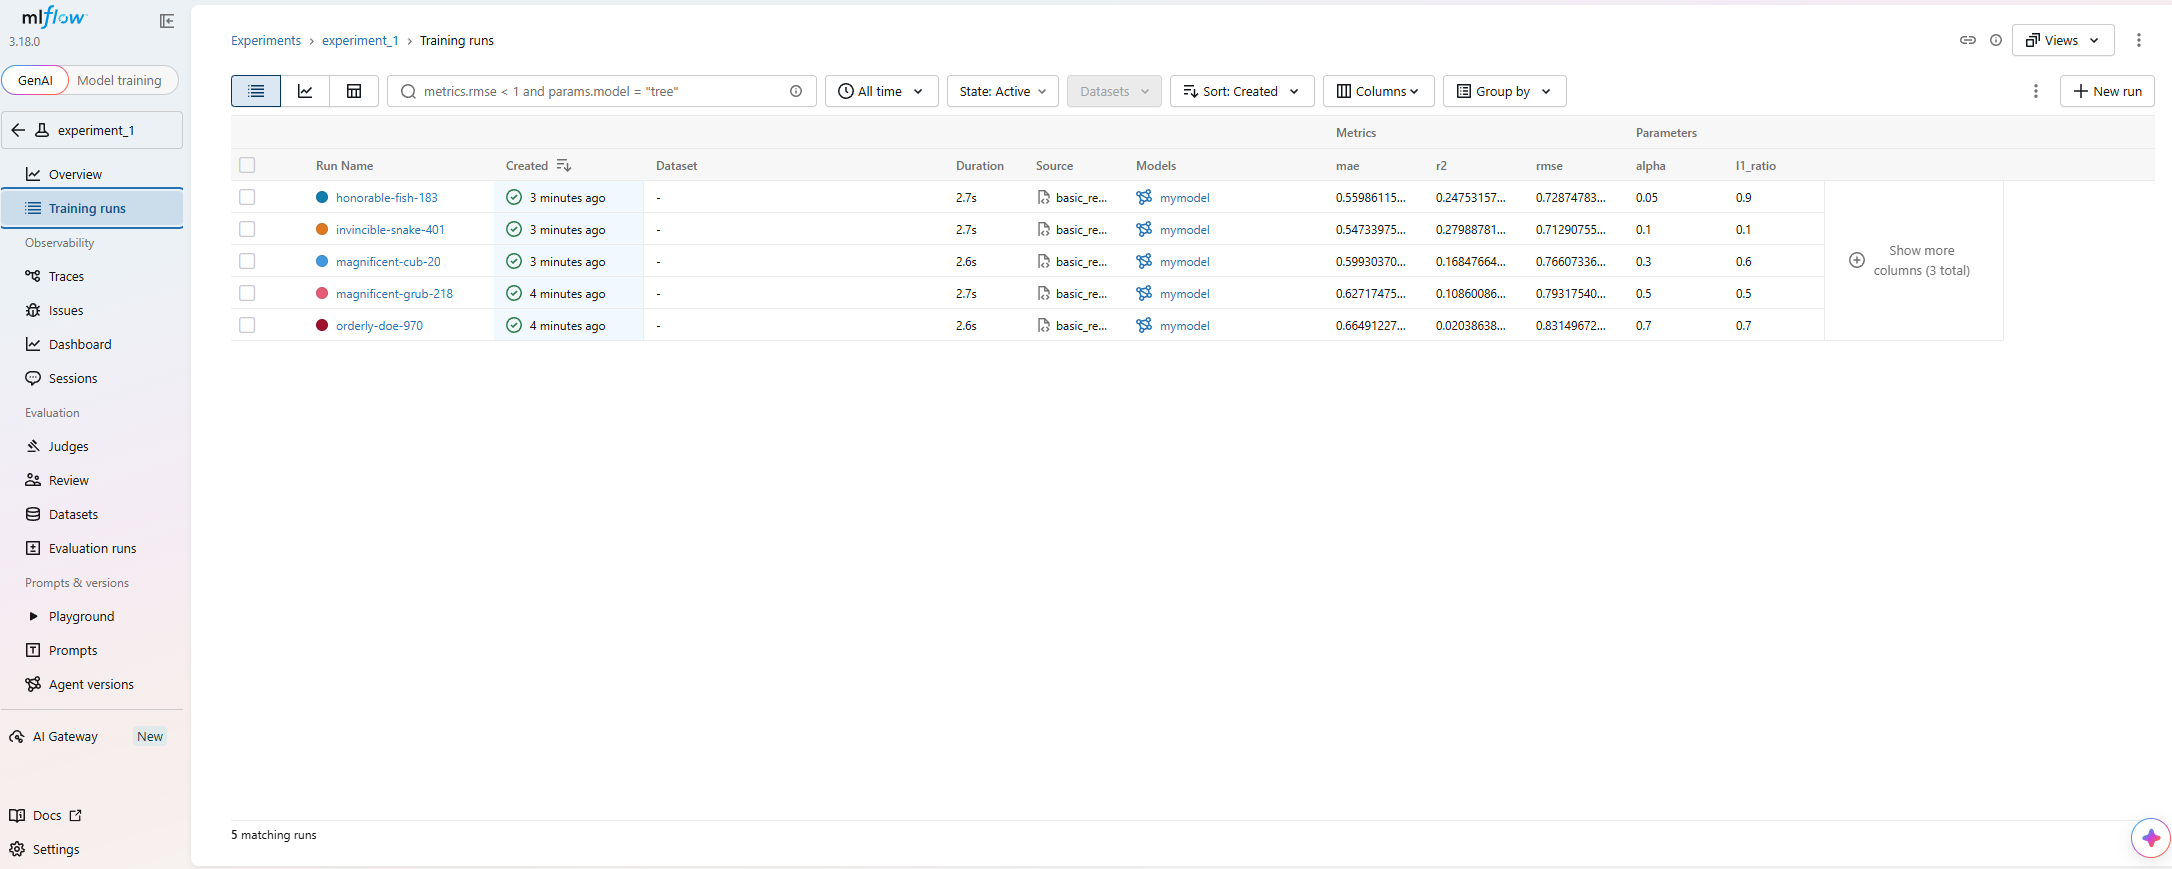 mlflow
3.18.0
GenAI Model training
experiment_1
Overview
Training runs
Observability
Traces
Issues
Dashboard
Sessions
Evaluation
Judges
Review
Datasets
Evaluation runs
Prompts & versions
Playground
Prompts
Agent versions
AI Gateway New
Docs
Settings
Experiments › experiment_1 › Training runs
Views
metrics.rmse < 1 and params.model = "tree"
All time
State: Active
Datasets
Sort: Created
Columns
Group by
New run
Metrics Parameters
Run Name Created Dataset Duration Source Models mae r2 rmse alpha l1_ratio
honorable-fish-183 3 minutes ago - 2.7s basic_re... mymodel 0.55986115... 0.24753157... 0.72874783... 0.05 0.9
invincible-snake-401 3 minutes ago - 2.7s basic_re... mymodel 0.54733975... 0.27988781... 0.71290755... 0.1 0.1
magnificent-cub-20 3 minutes ago - 2.6s basic_re... mymodel 0.59930370... 0.16847664... 0.76607336... 0.3 0.6
magnificent-grub-218 4 minutes ago - 2.7s basic_re... mymodel 0.62717475... 0.10860086... 0.79317540... 0.5 0.5
orderly-doe-970 4 minutes ago - 2.6s basic_re... mymodel 0.66491227... 0.02038638... 0.83149672... 0.7 0.7
Show more
columns (3 total)
5 matching runs